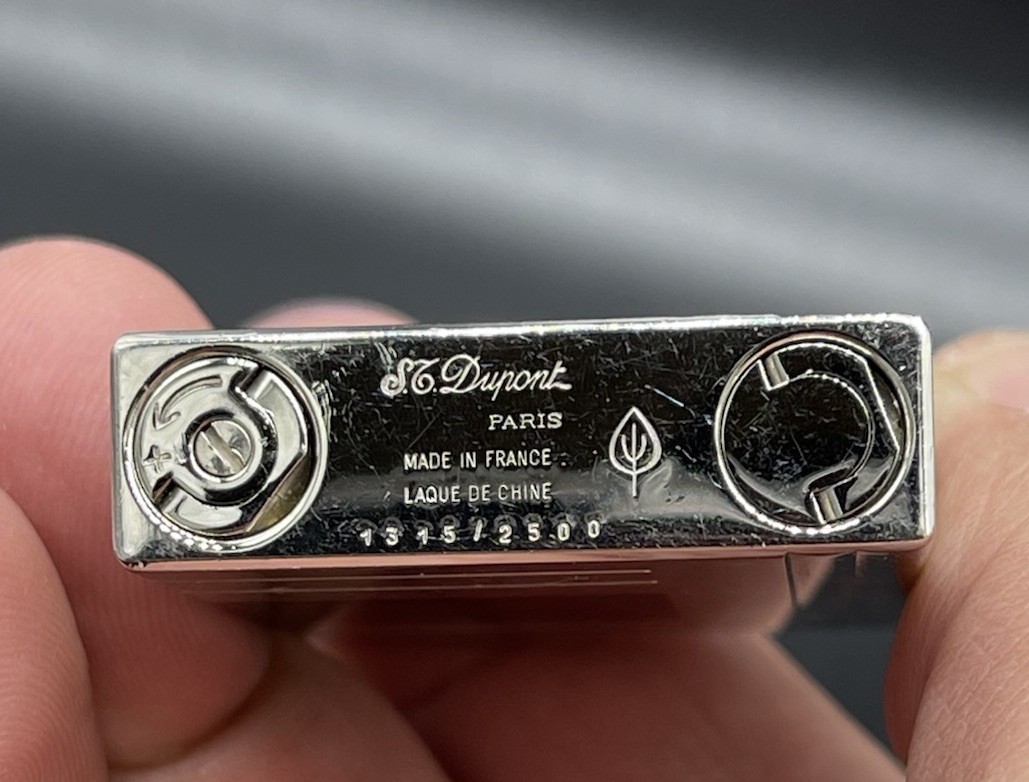 S.T. Dupont
PARIS
MADE IN FRANCE
LAQUE DE CHINE
1315/2500